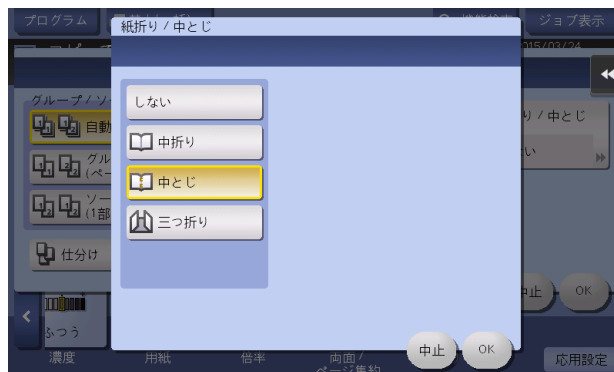 プログラム
ジョブ表示
紙折り / 中とじ
015/03/24
グループ / ソ
しない
り / 中とじ
自動
中折り
い
グル
(ペー
中とじ
ソー
(1部
三つ折り
仕分け
中止
OK
ふつう
中止
OK
濃度
用紙
倍率
両面 /
ページ集約
応用設定